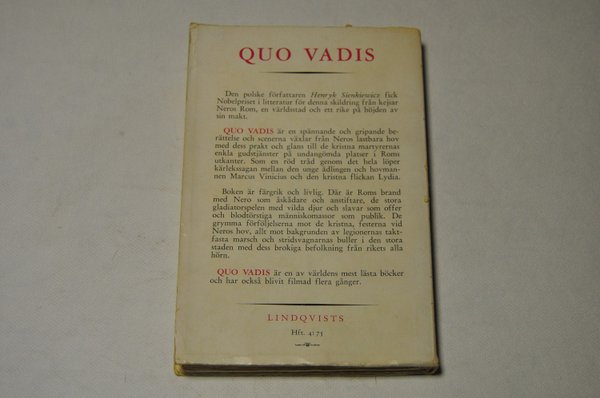 QUO VADIS
Den polske författaren Henryk Sienkiewicz fick
Nobelpriset i litteratur för denna skildring från kejsar
Neros Rom, en världsstad och ett rike på höjden av
sin makt.
QUO VADIS är en spännande och gripande be-
rättelse och scenerna växlar från Neros lastbara hov
med dess prakt och glans till de kristna martyrernas
enkla gudstjänster på undangömda platser i Roms
utkanter. Som en röd tråd genom det hela löper
kärlekssagan mellan den unge ädlingen och hovman-
nen Marcus Vinicius och den kristna flickan Lydia.
Boken är färgrik och livlig. Där är Roms brand
med Nero som åskådare och anstiftare, de stora
gladiatorspelen med vilda djur och slavar som offer
och blodtörstiga människomassor som publik. De
grymma förföljelserna mot de kristna, festerna vid
Neros hov, allt mot bakgrunden av legionernas takt-
fasta marsch och stridsvagnarnas buller i den stora
staden med dess brokiga befolkning från rikets alla
hörn.
QUO VADIS är en av världens mest lästa böcker
och har också blivit filmad flera gånger.
LINDQVISTS
Hft. 4:75